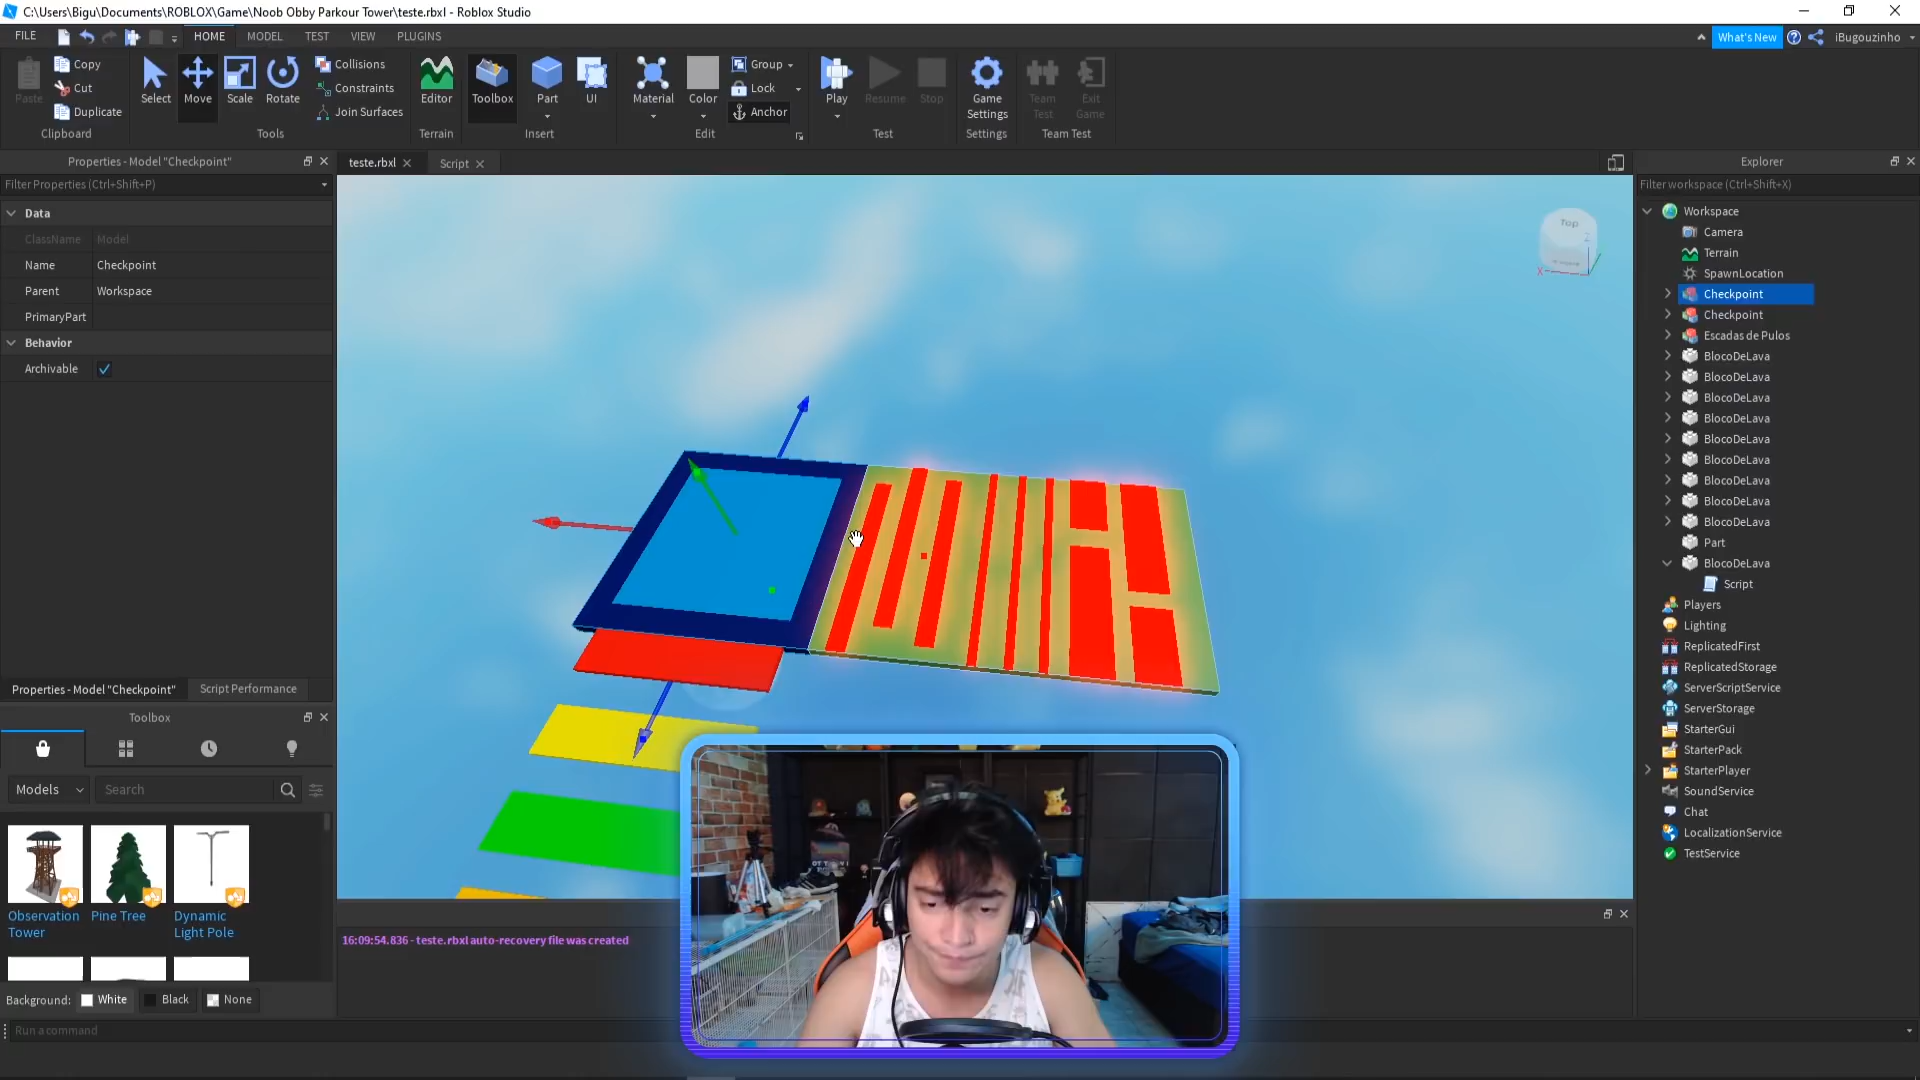 C:\Users\Bigu\Documents\ROBLOX\Game\Noob Obby Parkour Tower\teste.rbxl - Roblox Studio
FILE HOME MODEL TEST VIEW PLUGINS What's New iBugouzinho
Paste Copy Cut Duplicate Clipboard
Select Move Scale Rotate Collisions Constraints Join Surfaces Tools
Editor Terrain
Toolbox Part UI Insert
Material Color Group Lock Anchor Edit
Play Resume Stop Test
Game Settings Settings
Team Test Exit Game Team Test
Properties - Model "Checkpoint"
Filter Properties (Ctrl+Shift+P)
Data
ClassName Model
Name Checkpoint
Parent Workspace
PrimaryPart
Behavior
Archivable
Properties - Model "Checkpoint" Script Performance
Toolbox
Models Search
Observation Tower
Pine Tree
Dynamic Light Pole
Background: White Black None
Run a command
teste.rbxl Script
Top
Z
X
16:09:54.836 - teste.rbxl auto-recovery file was created
Explorer
Filter workspace (Ctrl+Shift+X)
Workspace
Camera
Terrain
SpawnLocation
Checkpoint
Checkpoint
Escadas de Pulos
BlocoDeLava
BlocoDeLava
BlocoDeLava
BlocoDeLava
BlocoDeLava
BlocoDeLava
BlocoDeLava
BlocoDeLava
BlocoDeLava
Part
BlocoDeLava
Script
Players
Lighting
ReplicatedFirst
ReplicatedStorage
ServerScriptService
ServerStorage
StarterGui
StarterPack
StarterPlayer
SoundService
Chat
LocalizationService
TestService